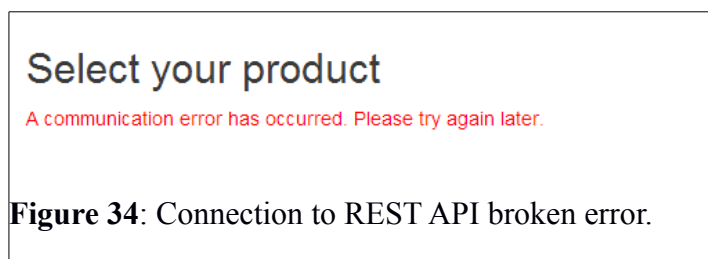 Select your product
A communication error has occurred. Please try again later.
Figure 34: Connection to REST API broken error.